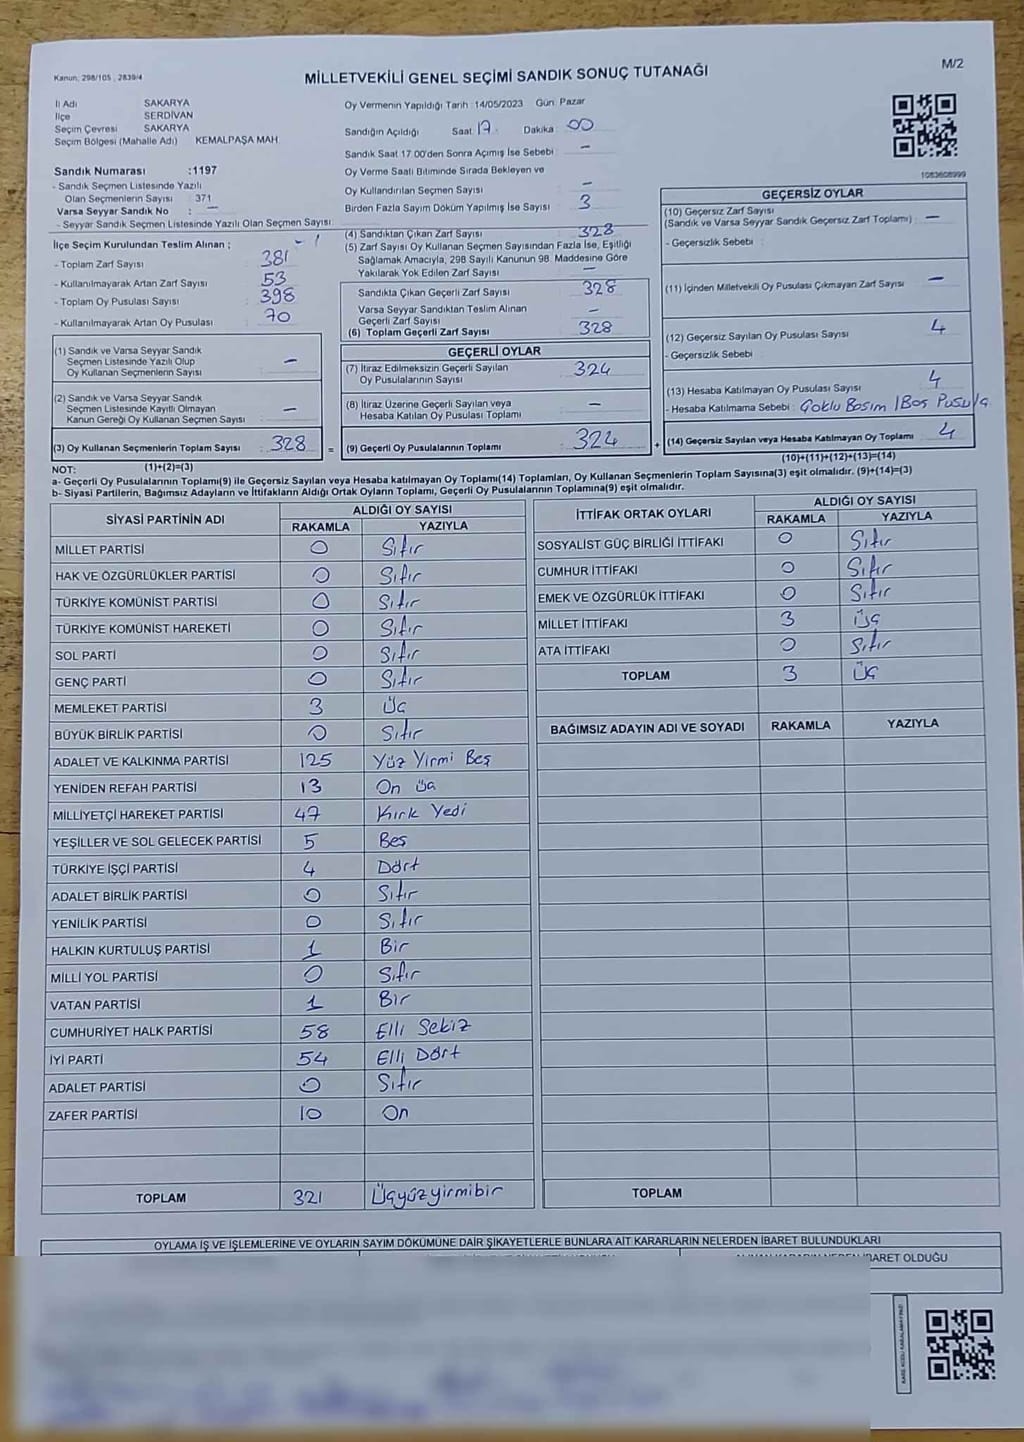 Kanun, 298/105 , 2839/4
MİLLETVEKİLİ GENEL SEÇİMİ SANDIK SONUÇ TUTANAĞI
M/2
İl Adı SAKARYA
İlçe SERDİVAN
Seçim Çevresi SAKARYA
Seçim Bölgesi (Mahalle Adı) KEMALPAŞA MAH
Sandık Numarası :1197
- Sandık Seçmen Listesinde Yazılı
Olan Seçmenlerin Sayısı 371
Varsa Seyyar Sandık No : —
- Seyyar Sandık Seçmen Listesinde Yazılı Olan Seçmen Sayısı
İlçe Seçim Kurulundan Teslim Alınan ;
- Toplam Zarf Sayısı : 381
- Kullanılmayarak Artan Zarf Sayısı : 53
- Toplam Oy Pusulası Sayısı : 398
- Kullanılmayarak Artan Oy Pusulası : 70
Oy Vermenin Yapıldığı Tarih :14/05/2023 Gün: Pazar
Sandığın Açıldığı Saat 17 Dakika 00
Sandık Saat 17.00'den Sonra Açımış İse Sebebi : —
Oy Verme Saati Bitiminde Sırada Bekleyen ve
Oy Kullandırılan Seçmen Sayısı : —
Birden Fazla Sayım Döküm Yapılmış İse Sayısı : 3
(4) Sandıktan Çıkan Zarf Sayısı : 328
(5) Zarf Sayısı Oy Kullanan Seçmen Sayısından Fazla İse, Eşitliği
Sağlamak Amacıyla, 298 Sayılı Kanunun 98. Maddesine Göre
Yakılarak Yok Edilen Zarf Sayısı : —
Sandıkta Çıkan Geçerli Zarf Sayısı : 328
Varsa Seyyar Sandıktan Teslim Alınan
Geçerli Zarf Sayısı : —
(6) Toplam Geçerli Zarf Sayısı : 328
1083608999
GEÇERSİZ OYLAR
(10) Geçersiz Zarf Sayısı
(Sandık ve Varsa Seyyar Sandık Geçersiz Zarf Toplamı) : —
- Geçersizlik Sebebi :
(11) İçinden Milletvekili Oy Pusulası Çıkmayan Zarf Sayısı : —
(12) Geçersiz Sayılan Oy Pusulası Sayısı : 4
- Geçersizlik Sebebi :
(13) Hesaba Katılmayan Oy Pusulası Sayısı : 4
- Hesaba Katılmama Sebebi : Çoklu Basım / Boş Pusula
(14) Geçersiz Sayılan veya Hesaba Katılmayan Oy Toplamı : 4
(10)+(11)+(12)+(13)=(14)
(1) Sandık ve Varsa Seyyar Sandık
Seçmen Listesinde Yazılı Olup
Oy Kullanan Seçmenlerin Sayısı : —
(2) Sandık ve Varsa Seyyar Sandık
Seçmen Listesinde Kayıtlı Olmayan
Kanun Gereği Oy Kullanan Seçmen Sayısı : —
(3) Oy Kullanan Seçmenlerin Toplam Sayısı : 328 =
(1)+(2)=(3)
GEÇERLİ OYLAR
(7) İtiraz Edilmeksizin Geçerli Sayılan
Oy Pusulalarının Sayısı : 324
(8) İtiraz Üzerine Geçerli Sayılan veya
Hesaba Katılan Oy Pusulası Toplamı : —
(9) Geçerli Oy Pusulalarının Toplamı : 324 +
NOT:
a- Geçerli Oy Pusulalarının Toplamı(9) ile Geçersiz Sayılan veya Hesaba katılmayan Oy Toplamı(14) Toplamları, Oy Kullanan Seçmenlerin Toplam Sayısına(3) eşit olmalıdır. (9)+(14)=(3)
b- Siyasi Partilerin, Bağımsız Adayların ve İttifakların Aldığı Ortak Oyların Toplamı, Geçerli Oy Pusulalarının Toplamına(9) eşit olmalıdır.
SİYASİ PARTİNİN ADI ALDIĞI OY SAYISI
RAKAMLA YAZIYLA
MİLLET PARTİSİ 0 Sıfır
HAK VE ÖZGÜRLÜKLER PARTİSİ 0 Sıfır
TÜRKİYE KOMÜNİST PARTİSİ 0 Sıfır
TÜRKİYE KOMÜNİST HAREKETİ 0 Sıfır
SOL PARTİ 0 Sıfır
GENÇ PARTİ 0 Sıfır
MEMLEKET PARTİSİ 3 Üç
BÜYÜK BİRLİK PARTİSİ 0 Sıfır
ADALET VE KALKINMA PARTİSİ 125 Yüz Yirmi Beş
YENİDEN REFAH PARTİSİ 13 On üç
MİLLİYETÇİ HAREKET PARTİSİ 47 Kırk Yedi
YEŞİLLER VE SOL GELECEK PARTİSİ 5 Beş
TÜRKİYE İŞÇİ PARTİSİ 4 Dört
ADALET BİRLİK PARTİSİ 0 Sıfır
YENİLİK PARTİSİ 0 Sıfır
HALKIN KURTULUŞ PARTİSİ 1 Bir
MİLLİ YOL PARTİSİ 0 Sıfır
VATAN PARTİSİ 1 Bir
CUMHURİYET HALK PARTİSİ 58 Elli Sekiz
İYİ PARTİ 54 Elli Dört
ADALET PARTİSİ 0 Sıfır
ZAFER PARTİSİ 10 On
TOPLAM 321 Üçyüzyirmibir
İTTİFAK ORTAK OYLARI ALDIĞI OY SAYISI
RAKAMLA YAZIYLA
SOSYALİST GÜÇ BİRLİĞİ İTTİFAKI 0 Sıfır
CUMHUR İTTİFAKI 0 Sıfır
EMEK VE ÖZGÜRLÜK İTTİFAKI 0 Sıfır
MİLLET İTTİFAKI 3 Üç
ATA İTTİFAKI 0 Sıfır
TOPLAM 3 Üç
BAĞIMSIZ ADAYIN ADI VE SOYADI RAKAMLA YAZIYLA
TOPLAM
OYLAMA İŞ VE İŞLEMLERİNE VE OYLARIN SAYIM DÖKÜMÜNE DAİR ŞİKAYETLERLE BUNLARA AİT KARARLARIN NELERDEN İBARET BULUNDUKLARI
İBARET OLDUĞU